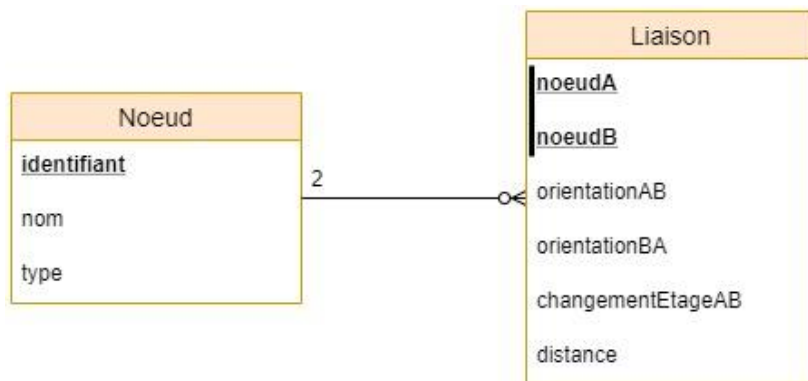 Noeud
identifiant
nom
type
2
Liaison
noeudA
noeudB
orientationAB
orientationBA
changementEtageAB
distance